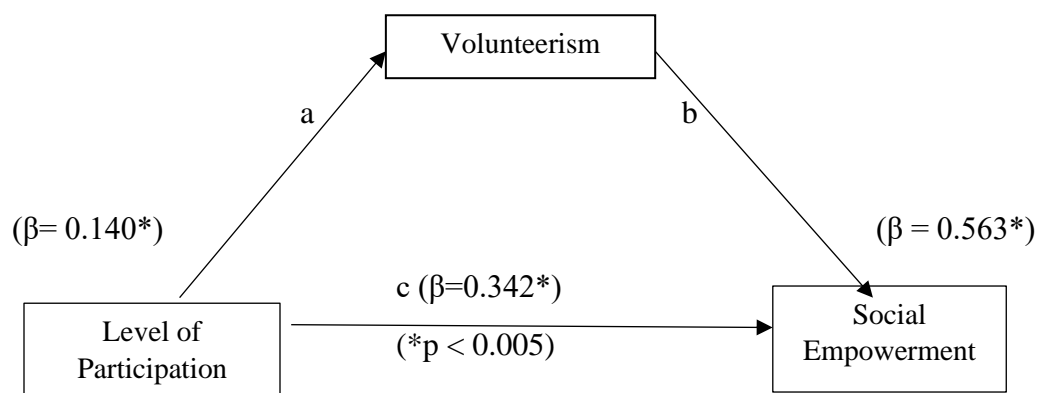 Volunteerism
a
b
(β= 0.140*)
(β = 0.563*)
c (β=0.342*)
(*p < 0.005)
Level of
Participation
Social
Empowerment